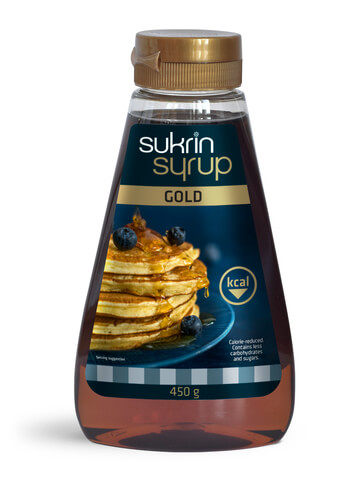 sukrin
syrup
GOLD
kcal
Calorie-reduced.
Contains less
carbohydrates
and sugars.
Serving suggestion
450 g